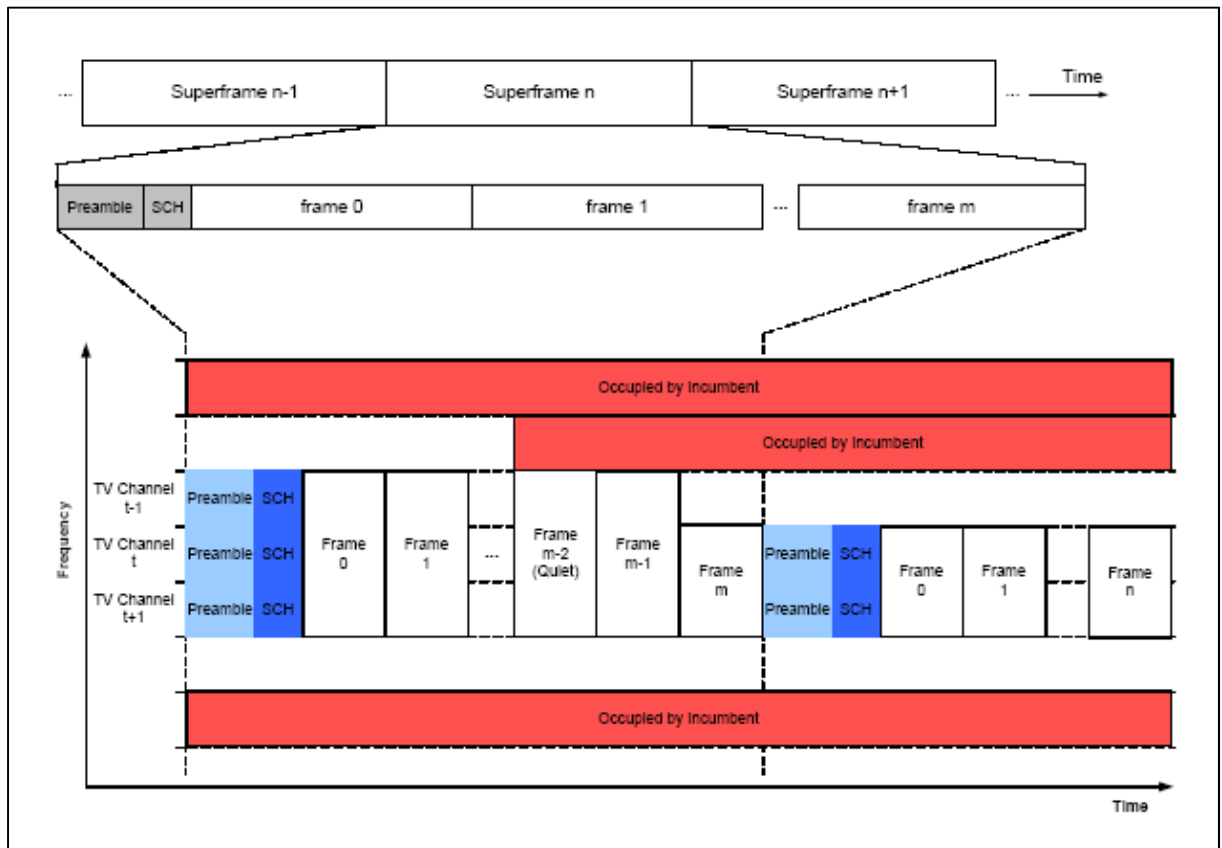 ... Superframe n-1 Superframe n Superframe n+1 ... Time
Preamble SCH frame 0 frame 1 ... frame m
Occupied by Incumbent
Occupied by Incumbent
TV Channel
t-1
Preamble SCH
TV Channel
t
Preamble SCH
TV Channel
t+1
Preamble SCH
Frame
0
Frame
1
...
Frame
m-2
(Quiet)
Frame
m-1
Frame
m
Preamble SCH
Preamble SCH
Frame
0
Frame
1
Frame
n
Frequency
Occupied by Incumbent
Time